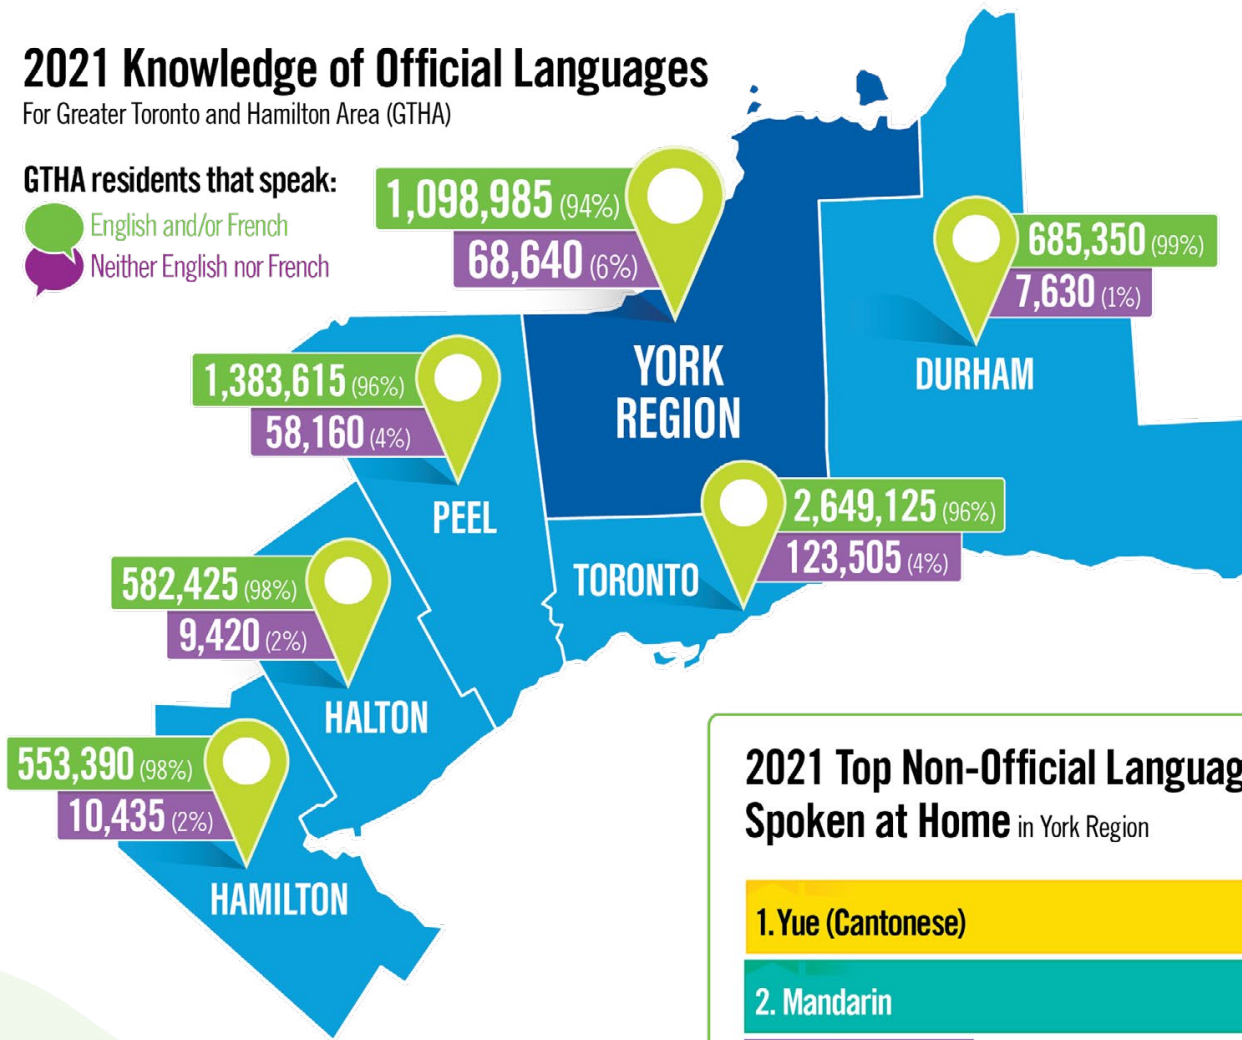 2021 Knowledge of Official Languages
For Greater Toronto and Hamilton Area (GTHA)
GTHA residents that speak:
English and/or French
Neither English nor French
1,098,985 (94%)
68,640 (6%)
YORK
REGION
685,350 (99%)
7,630 (1%)
DURHAM
1,383,615 (96%)
58,160 (4%)
PEEL
2,649,125 (96%)
123,505 (4%)
TORONTO
582,425 (98%)
9,420 (2%)
HALTON
553,390 (98%)
10,435 (2%)
HAMILTON
2021 Top Non-Official Languag
Spoken at Home in York Region
1. Yue (Cantonese)
2. Mandarin